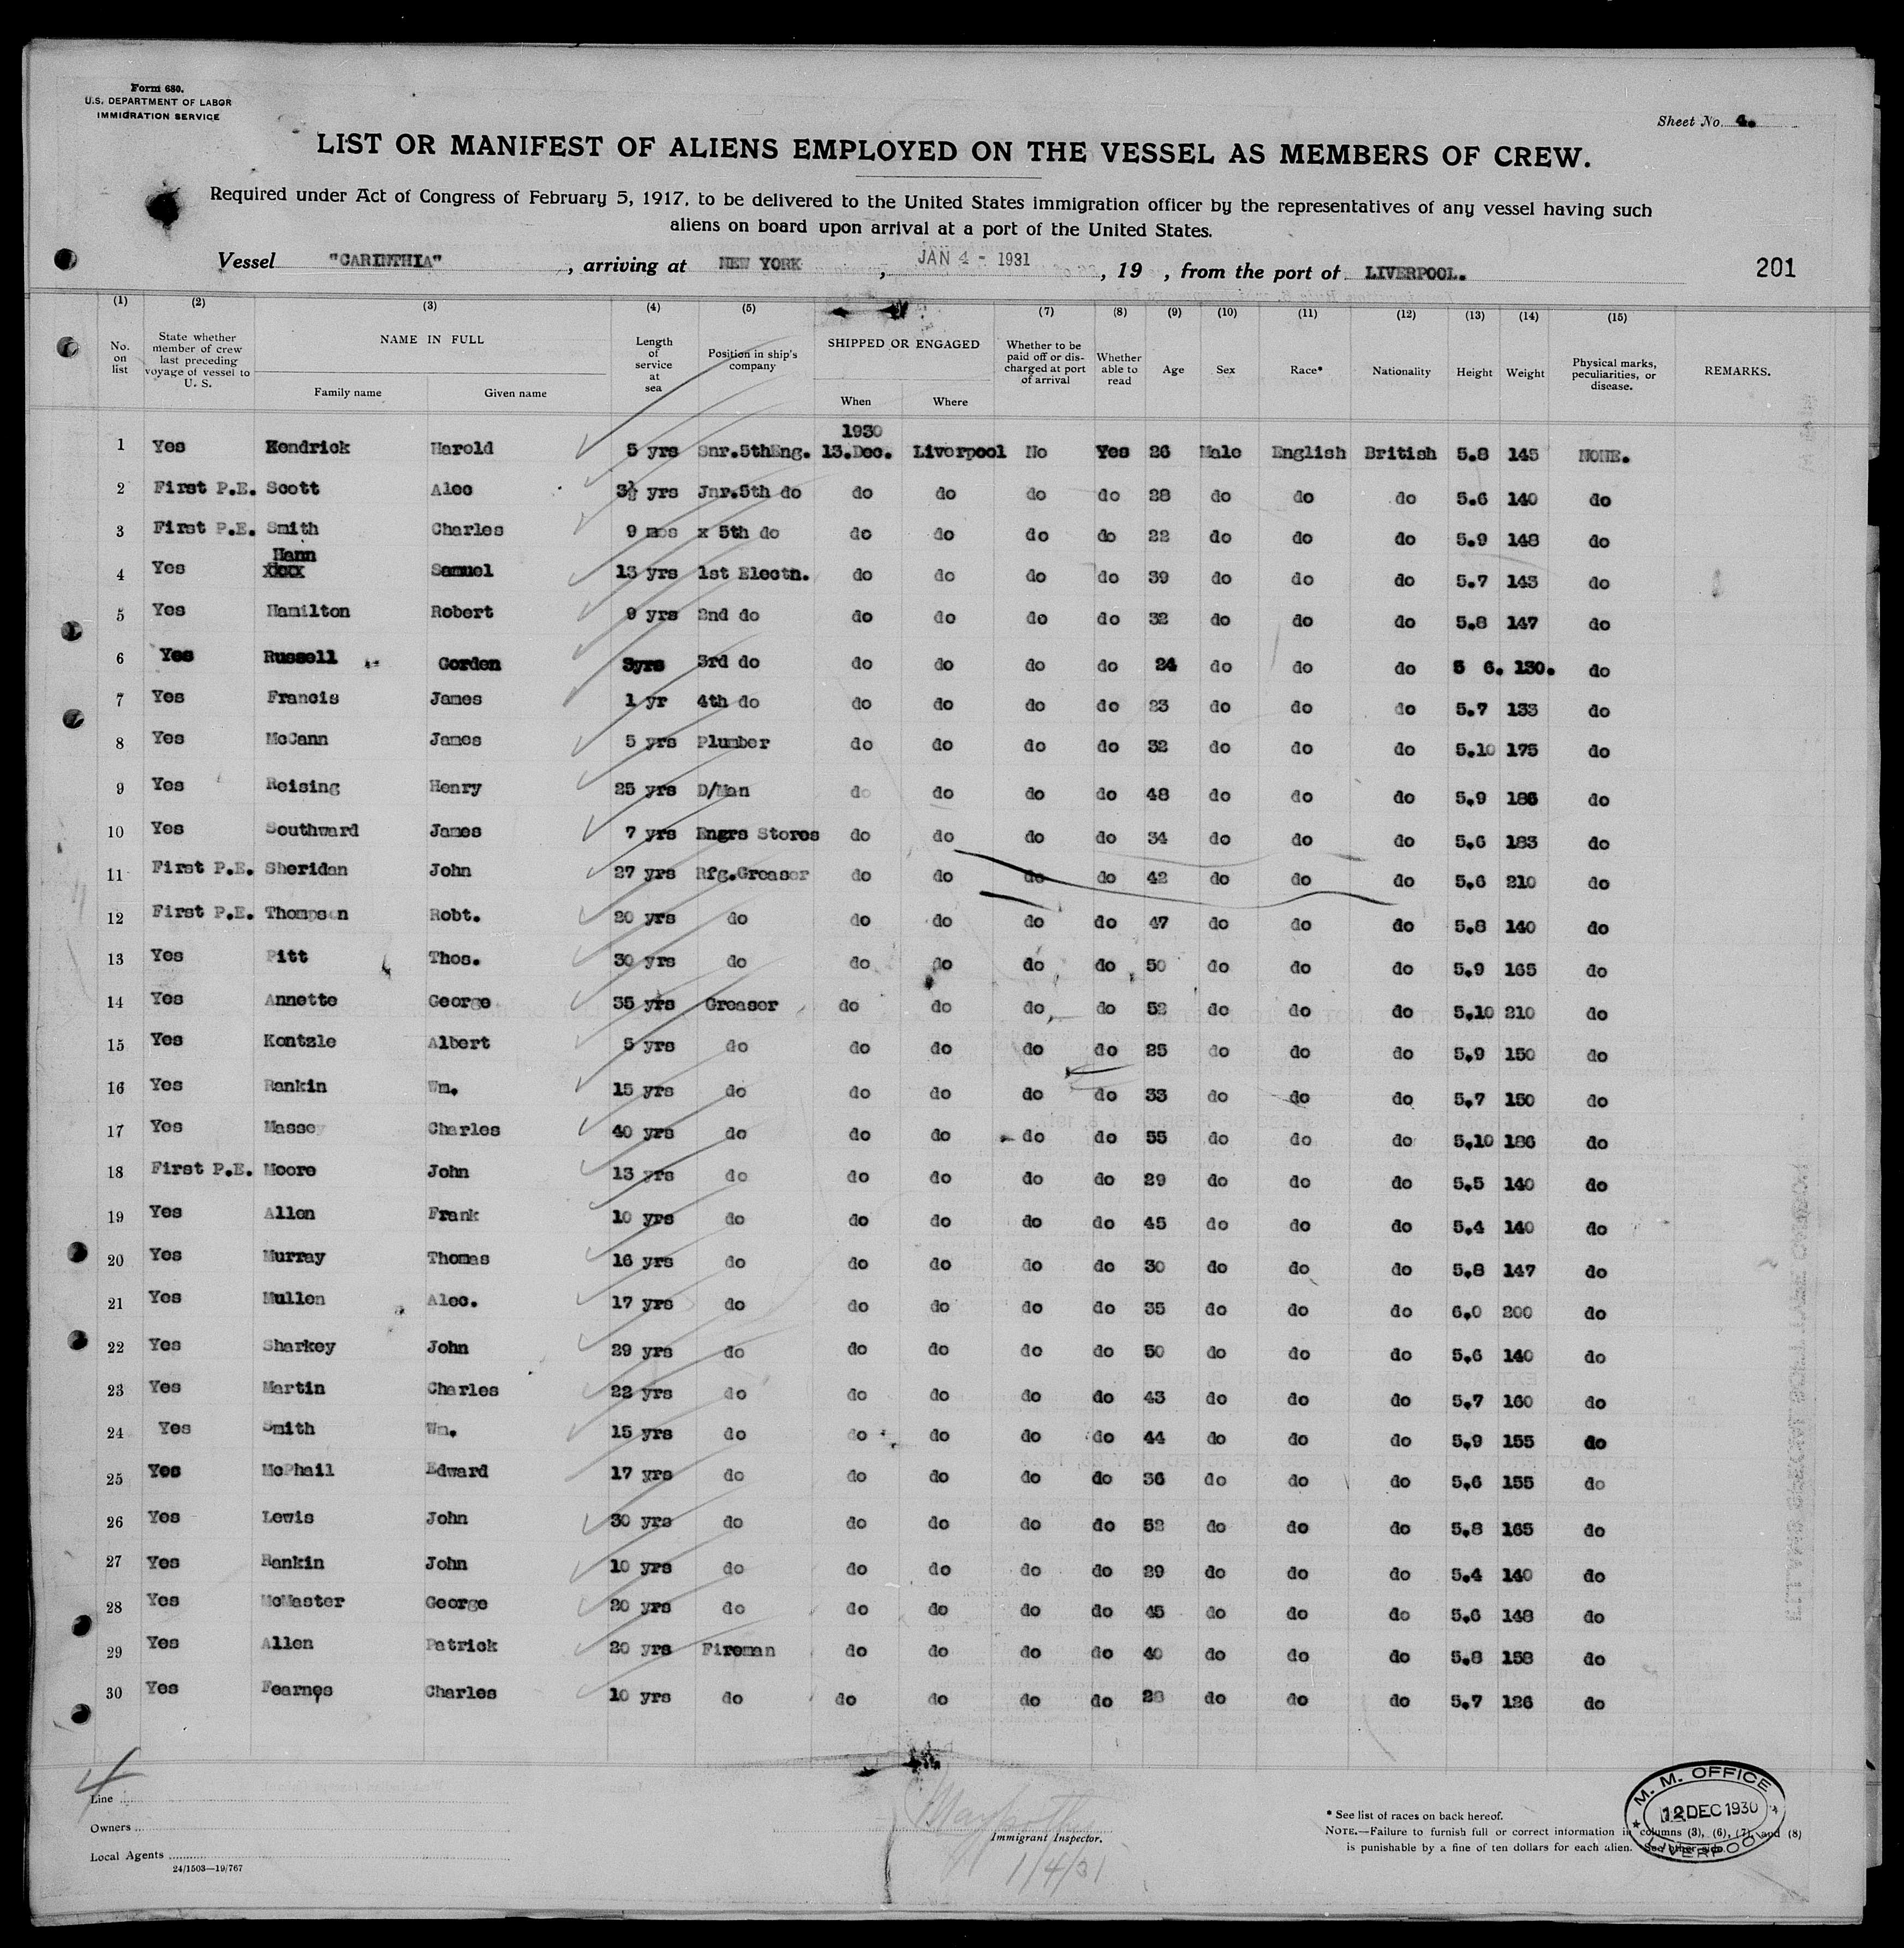 Form 680.
U.S. DEPARTMENT OF LABOR
IMMIGRATION SERVICE
Sheet No. 4.
LIST OR MANIFEST OF ALIENS EMPLOYED ON THE VESSEL AS MEMBERS OF CREW.
Required under Act of Congress of February 5, 1917, to be delivered to the United States immigration officer by the representatives of any vessel having such
aliens on board upon arrival at a port of the United States.
Vessel "CARINTHIA", arriving at NEW YORK, JAN 4 - 1931, 19 , from the port of LIVERPOOL. 201
(1) (2) (3) (4) (5) (7) (8) (9) (10) (11) (12) (13) (14) (15)
No. on list State whether member of crew last preceding voyage of vessel to U. S. NAME IN FULL Family name Given name Length of service at sea Position in ship's company SHIPPED OR ENGAGED When Where Whether to be paid off or discharged at port of arrival Whether able to read Age Sex Race* Nationality Height Weight Physical marks, peculiarities, or disease. REMARKS.
1930
1 Yes Kendrick Harold 5 yrs Snr.5thEng. 13.Dec. Liverpool No Yes 26 Male English British 5.8 145 NONE.
2 First P.E. Scott Alec 3½ yrs Jnr.5th do do do do do 28 do do do 5.6 140 do
3 First P.E. Smith Charles 9 mos x 5th do do do do do 22 do do do 5.9 148 do
Hann
4 Yes xxxx Samuel 13 yrs 1st Electn. do do do do 39 do do do 5.7 143 do
5 Yes Hamilton Robert 9 yrs 2nd do do do do do 32 do do do 5.8 147 do
6 Yes Russell Gorden 3yrs 3rd do do do do do 24 do do do 5 6. 130. do
7 Yes Francis James 1 yr 4th do do do do do 23 do do do 5.7 133 do
8 Yes McCann James 5 yrs Plumber do do do do 32 do do do 5.10 175 do
9 Yes Reising Henry 25 yrs D/Man do do do do 48 do do do 5.9 186 do
10 Yes Southward James 7 yrs Engrs Stores do do do do 34 do do do 5.6 183 do
11 First P.E. Sheridan John 27 yrs Rfg.Greaser do do do do 42 do do do 5.6 210 do
12 First P.E. Thompson Robt. 20 yrs do do do do do 47 do do do 5.8 140 do
13 Yes Pitt Thos. 30 yrs do do do do do 50 do do do 5.9 165 do
14 Yes Annette George 35 yrs Greaser do do do do 52 do do do 5.10 210 do
15 Yes Kontzle Albert 5 yrs do do do do do 25 do do do 5.9 150 do
16 Yes Rankin Wm. 15 yrs do do do do do 33 do do do 5.7 150 do
17 Yes Massey Charles 40 yrs do do do do do 55 do do do 5.10 186 do
18 First P.E. Moore John 13 yrs do do do do do 29 do do do 5.5 140 do
19 Yes Allen Frank 10 yrs do do do do do 45 do do do 5.4 140 do
20 Yes Murray Thomas 16 yrs do do do do do 30 do do do 5.8 147 do
21 Yes Mullen Alec. 17 yrs do do do do do 35 do do do 6.0 200 do
22 Yes Sharkey John 29 yrs do do do do do 50 do do do 5.6 140 do
23 Yes Martin Charles 22 yrs do do do do do 43 do do do 5.7 160 do
24 Yes Smith Wm. 15 yrs do do do do do 44 do do do 5.9 155 do
25 Yes McPhail Edward 17 yrs do do do do do 36 do do do 5.6 155 do
26 Yes Lewis John 30 yrs do do do do do 52 do do do 5.8 165 do
27 Yes Rankin John 10 yrs do do do do do 29 do do do 5.4 140 do
28 Yes McMaster George 20 yrs do do do do do 45 do do do 5.6 148 do
29 Yes Allen Patrick 20 yrs Fireman do do do do 40 do do do 5.8 158 do
30 Yes Fearnes Charles 10 yrs do do do do do 28 do do do 5.7 126 do
4
Line
Owners
Local Agents
24/1503—19/767
Immigrant Inspector.
1/4/31
* See list of races on back hereof.
NOTE.—Failure to furnish full or correct information in columns (3), (6), (7), and (8)
is punishable by a fine of ten dollars for each alien. See other side.
M. M. OFFICE
12 DEC 1930
LIVERPOOL